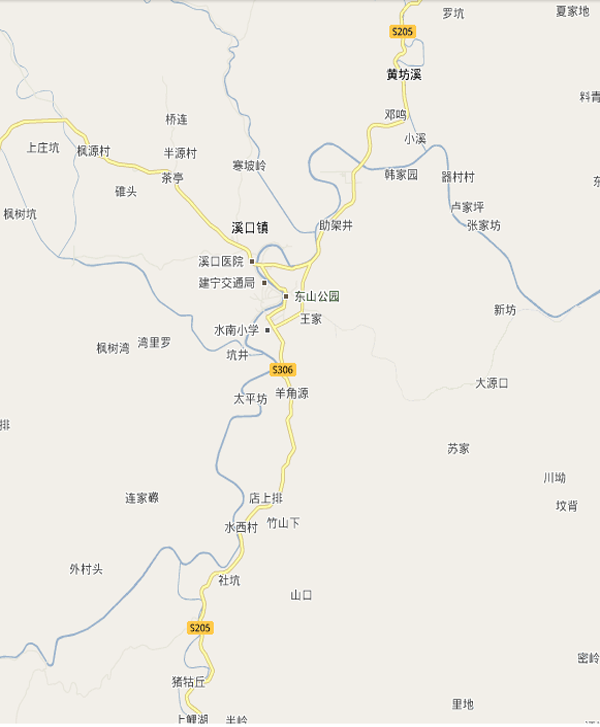 罗坑
夏家地
S205
黄坊溪
料青
邓鸣
桥连
小溪
上庄坑
枫源村
半源村
寒坡岭
韩家园
器村村
茶亭
碓头
卢家坪
枫树坑
张家坊
助架井
溪口镇
溪口医院
建宁交通局
东山公园
新坊
王家
水南小学
湾里罗
枫树湾
坑井
S306
大源口
羊角源
太平坊
排
苏家
川坳
连家磜
店上排
坟背
竹山下
水西村
外村头
社坑
山口
S205
密岭
猪牯丘
里地
上鲤湖
半岭